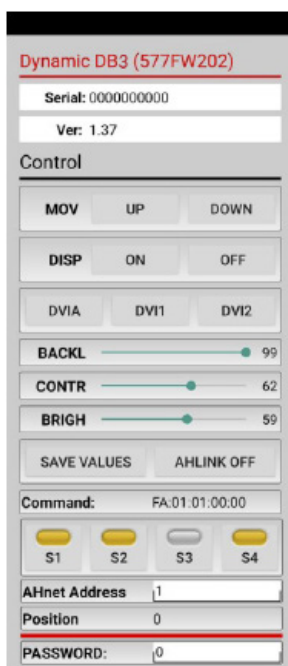 Dynamic DB3 (577FW202)
Serial: 0000000000
Ver: 1.37
Control
MOV UP DOWN
DISP ON OFF
DVIA DVI1 DVI2
BACKL 99
CONTR 62
BRIGH 59
SAVE VALUES AHLINK OFF
Command: FA:01:01:00:00
S1 S2 S3 S4
AHnet Address 1
Position 0
PASSWORD: 0